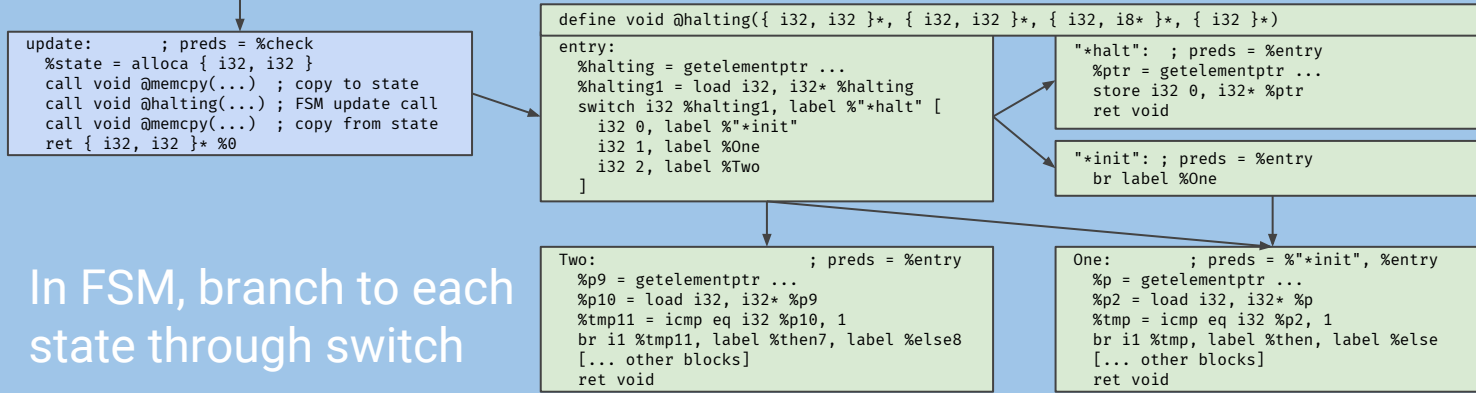 update:       ; preds = %check
%state = alloca { i32, i32 }
call void @memcpy(...)  ; copy to state
call void @halting(...) ; FSM update call
call void @memcpy(...)  ; copy from state
ret { i32, i32 }* %0
define void @halting({ i32, i32 }*, { i32, i32 }*, { i32, i8* }*, { i32 }*)
entry:
%halting = getelementptr ...
%halting1 = load i32, i32* %halting
switch i32 %halting1, label %"*halt" [
i32 0, label %"*init"
i32 1, label %One
i32 2, label %Two
]
"*halt":  ; preds = %entry
%ptr = getelementptr ...
store i32 0, i32* %ptr
ret void
"*init": ; preds = %entry
br label %One
In FSM, branch to each
state through switch
Two:                   ; preds = %entry
%p9 = getelementptr ...
%p10 = load i32, i32* %p9
%tmp11 = icmp eq i32 %p10, 1
br i1 %tmp11, label %then7, label %else8
[... other blocks]
ret void
One:        ; preds = %"*init", %entry
%p = getelementptr ...
%p2 = load i32, i32* %p
%tmp = icmp eq i32 %p2, 1
br i1 %tmp, label %then, label %else
[... other blocks]
ret void